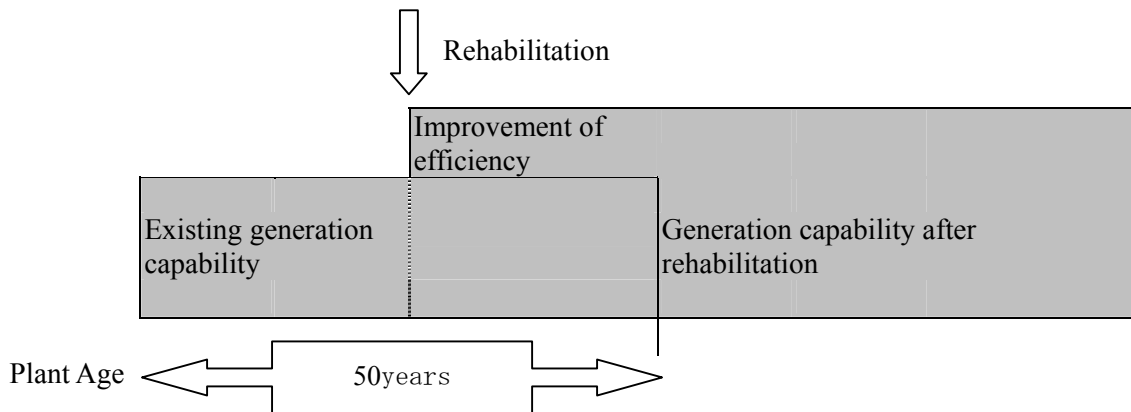 Rehabilitation
Improvement of
efficiency
Existing generation
capability
Generation capability after
rehabilitation
Plant Age
50years